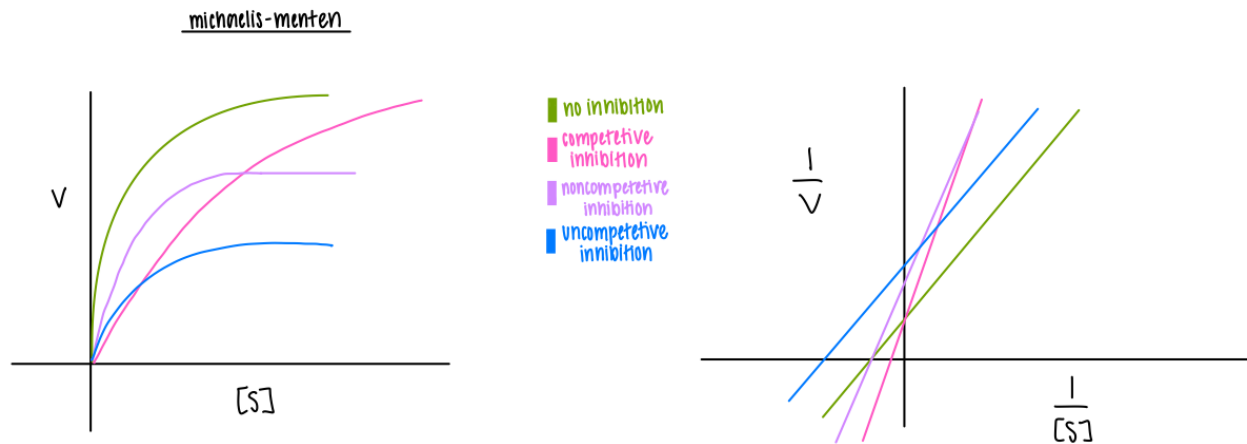 michaelis-menten
V
[S]
no inhibition
competetive
inhibition
noncompetetive
inhibition
uncompetetive
inhibition
1
V
1
[S]